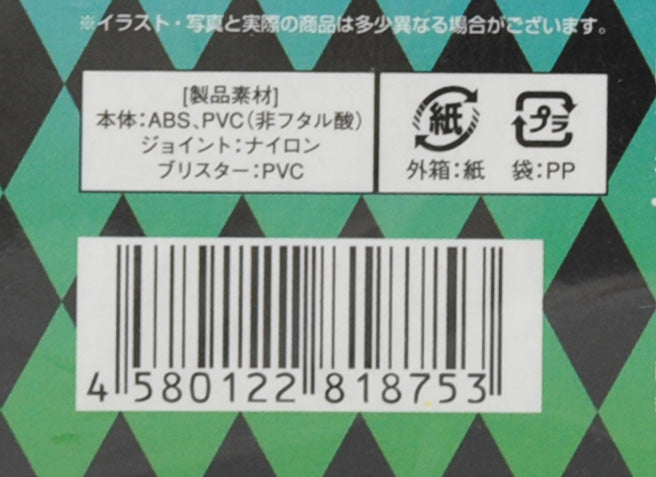 ※イラスト・写真と実際の商品は多少異なる場合がございます。
[製品素材]
本体:ABS、PVC(非フタル酸)
ジョイント:ナイロン
ブリスター:PVC
紙
プラ
外箱:紙 袋:PP
4 580122 818753